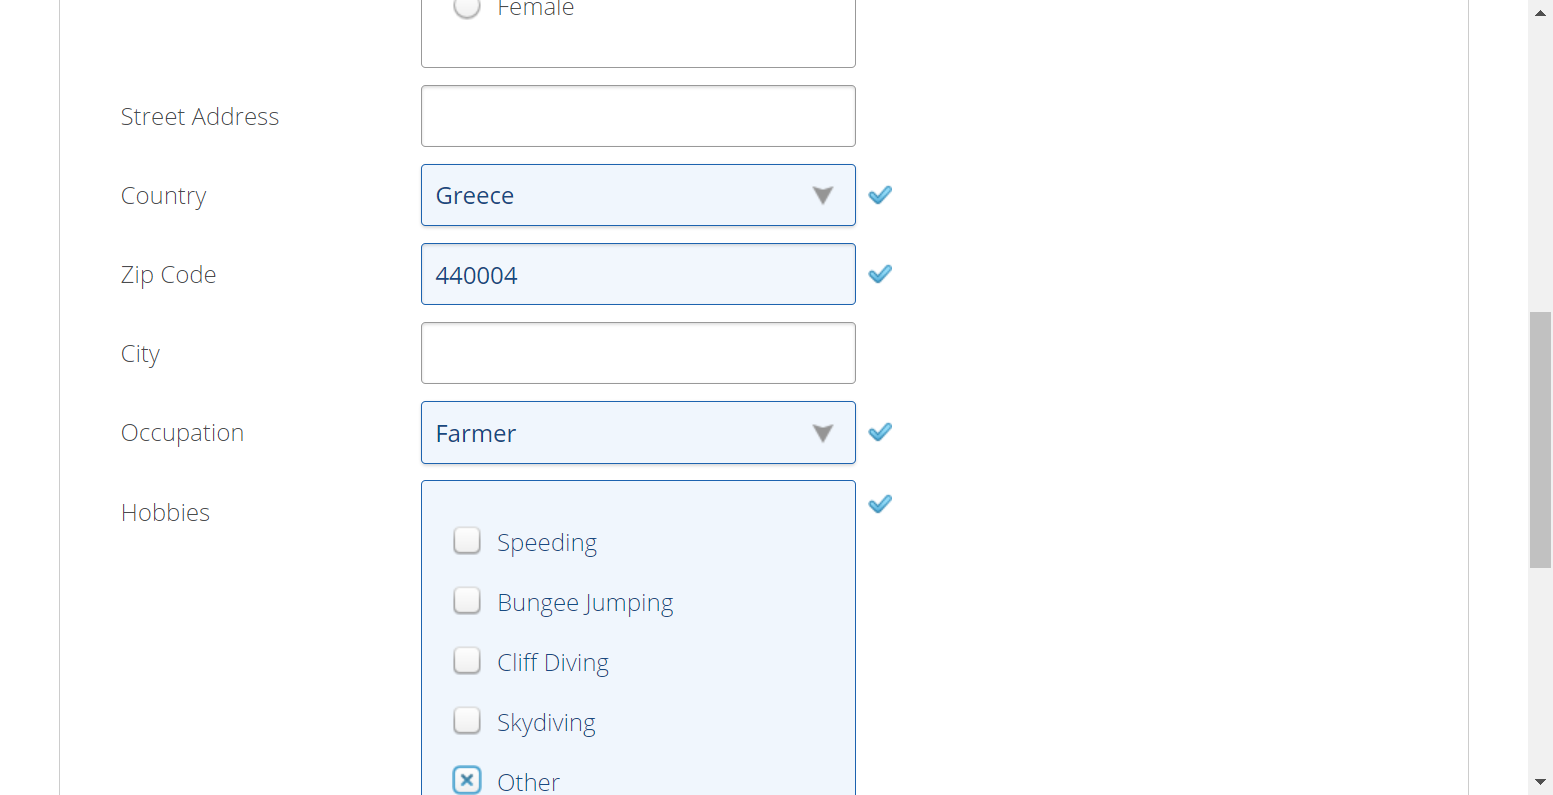 Female
Street Address
Country
Greece
Zip Code
440004
City
Occupation
Farmer
Hobbies
Speeding
Bungee Jumping
Cliff Diving
Skydiving
Other